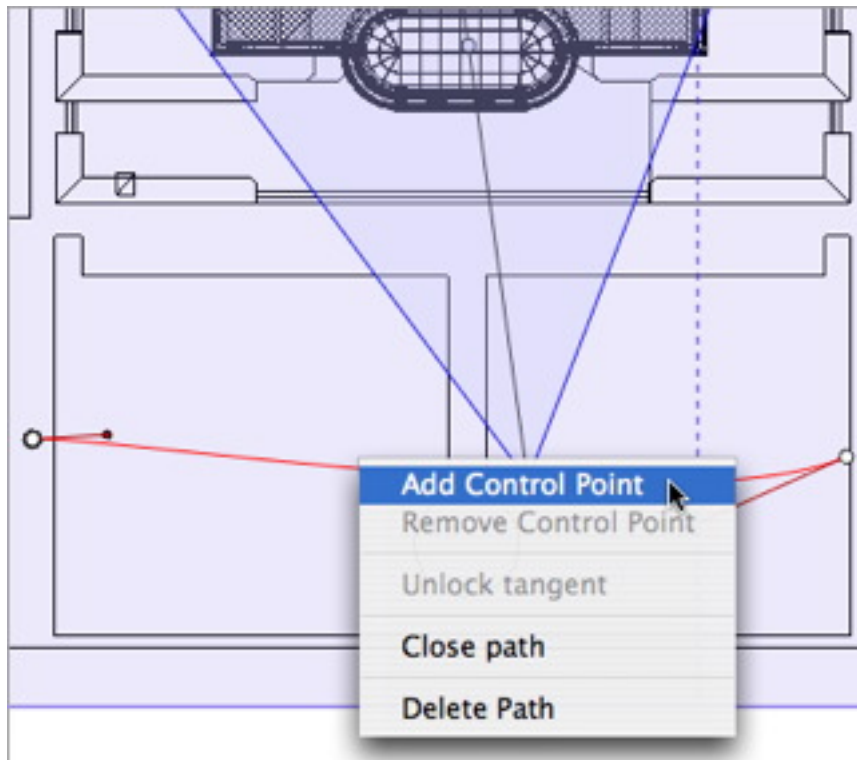 Add Control Point
Remove Control Point
Unlock tangent
Close path
Delete Path